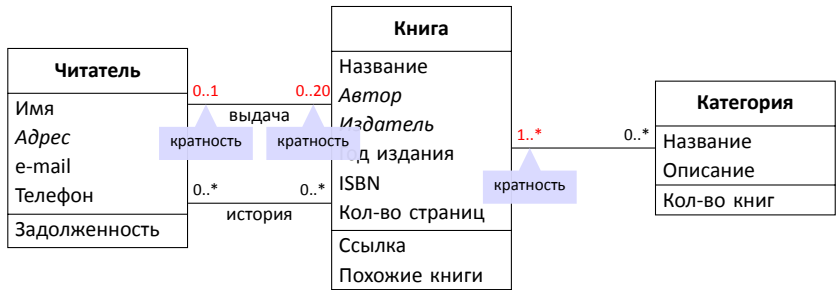 Читатель
Имя
Адрес
e-mail
Телефон
Задолженность
0..1
0..20
выдача
кратность
кратность
0..*
0..*
история
Книга
Название
Автор
Издатель
год издания
ISBN
Кол-во страниц
Ссылка
Похожие книги
1..*
0..*
кратность
Категория
Название
Описание
Кол-во книг